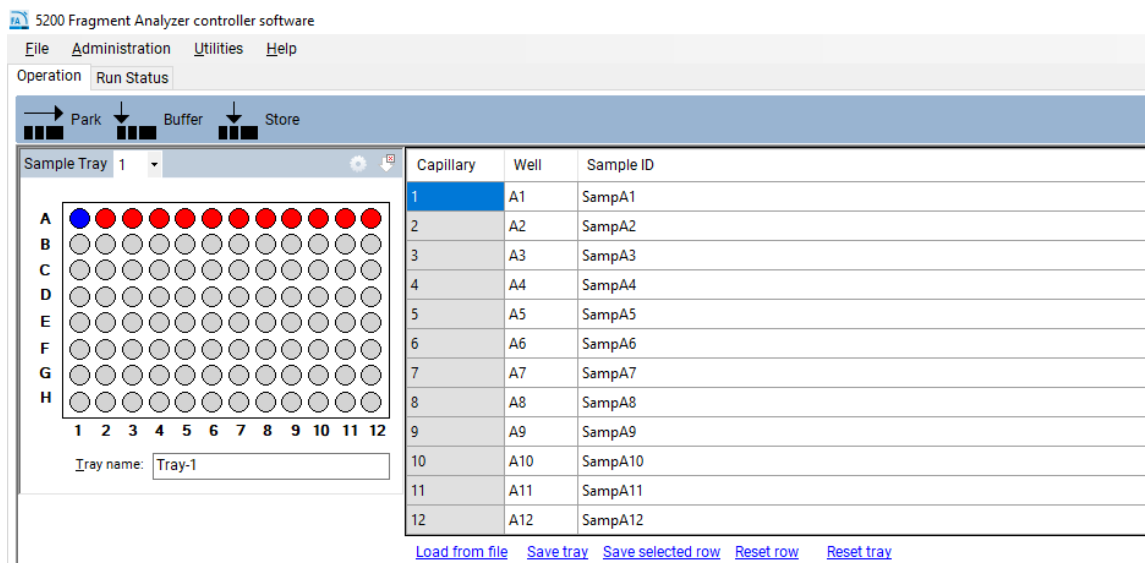 FA 5200 Fragment Analyzer controller software
File Administration Utilities Help
Operation Run Status
Park Buffer Store
Sample Tray 1
A
B
C
D
E
F
G
H
1 2 3 4 5 6 7 8 9 10 11 12
Tray name: Tray-1
Capillary Well Sample ID
1 A1 SampA1
2 A2 SampA2
3 A3 SampA3
4 A4 SampA4
5 A5 SampA5
6 A6 SampA6
7 A7 SampA7
8 A8 SampA8
9 A9 SampA9
10 A10 SampA10
11 A11 SampA11
12 A12 SampA12
Load from file Save tray Save selected row Reset row Reset tray